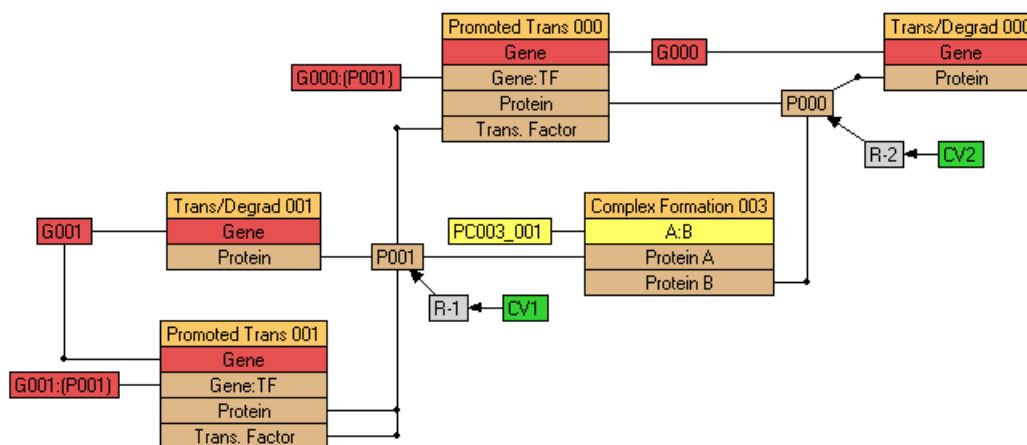 Promoted Trans 000
Gene
Gene:TF
Protein
Trans. Factor
G000:(P001)
G000
Trans/Degrad 000
Gene
Protein
P000
R-2
CV2
Trans/Degrad 001
Gene
Protein
G001
P001
PC003_001
Complex Formation 003
A:B
Protein A
Protein B
R-1
CV1
Promoted Trans 001
Gene
Gene:TF
Protein
Trans. Factor
G001:(P001)